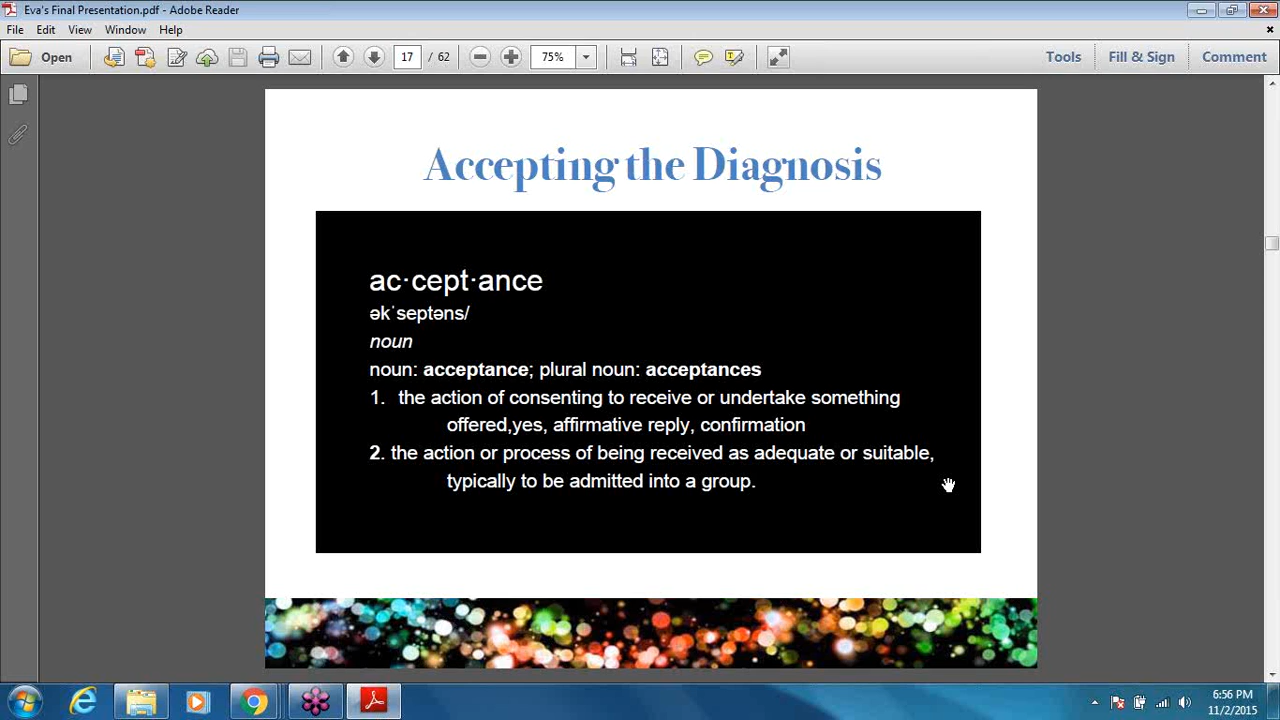 Eva's Final Presentation.pdf - Adobe Reader
File Edit View Window Help
Open 17 / 62 75% Tools Fill & Sign Comment
Accepting the Diagnosis
ac·cept·ance
əkˈseptəns/
noun
noun: acceptance; plural noun: acceptances
1. the action of consenting to receive or undertake something
offered,yes, affirmative reply, confirmation
2. the action or process of being received as adequate or suitable,
typically to be admitted into a group.
6:56 PM
11/2/2015